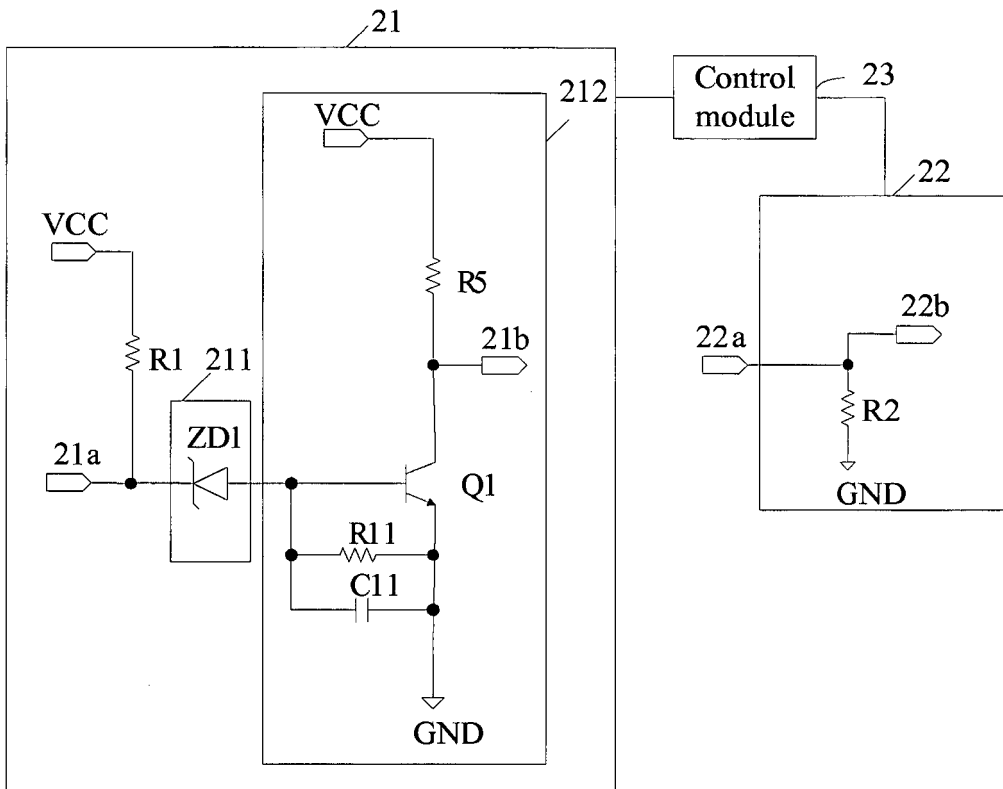 21
Control
module
23
212
VCC
22
VCC
R5
21b
22a
22b
R1
211
R2
ZD1
21a
Q1
GND
R11
C11
GND